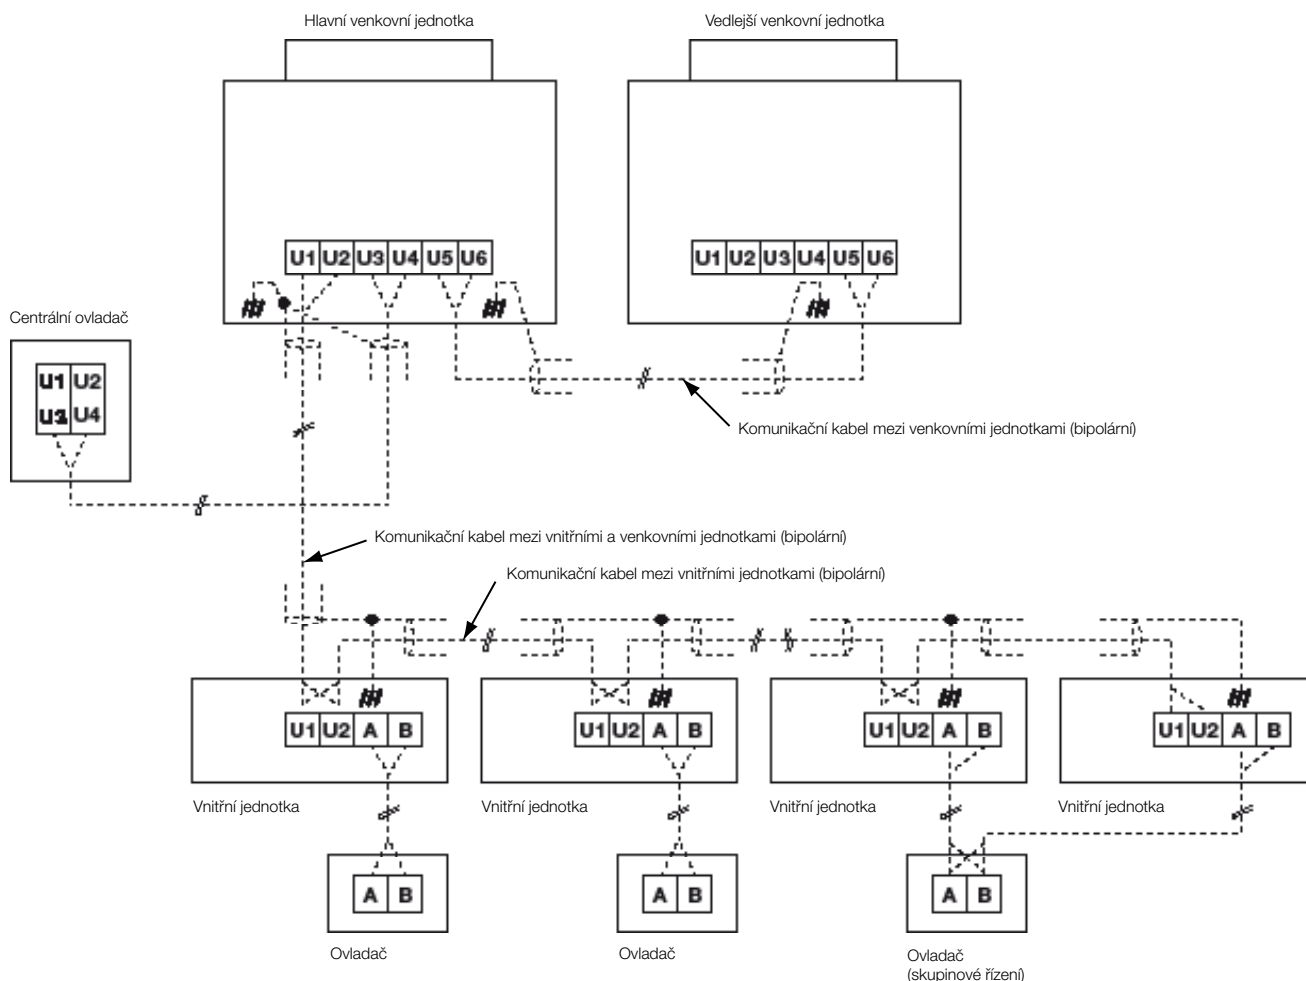 Hlavní venkovní jednotka
Vedlejší venkovní jednotka
U1 U2 U3 U4 U5 U6
U1 U2 U3 U4 U5 U6
Centrální ovladač
U1 U2
U3 U4
Komunikační kabel mezi venkovními jednotkami (bipolární)
Komunikační kabel mezi vnitřními a venkovními jednotkami (bipolární)
Komunikační kabel mezi vnitřními jednotkami (bipolární)
U1 U2 A B
U1 U2 A B
U1 U2 A B
U1 U2 A B
Vnitřní jednotka
Vnitřní jednotka
Vnitřní jednotka
Vnitřní jednotka
A B
A B
A B
Ovladač
Ovladač
Ovladač
(skupinové řízení)